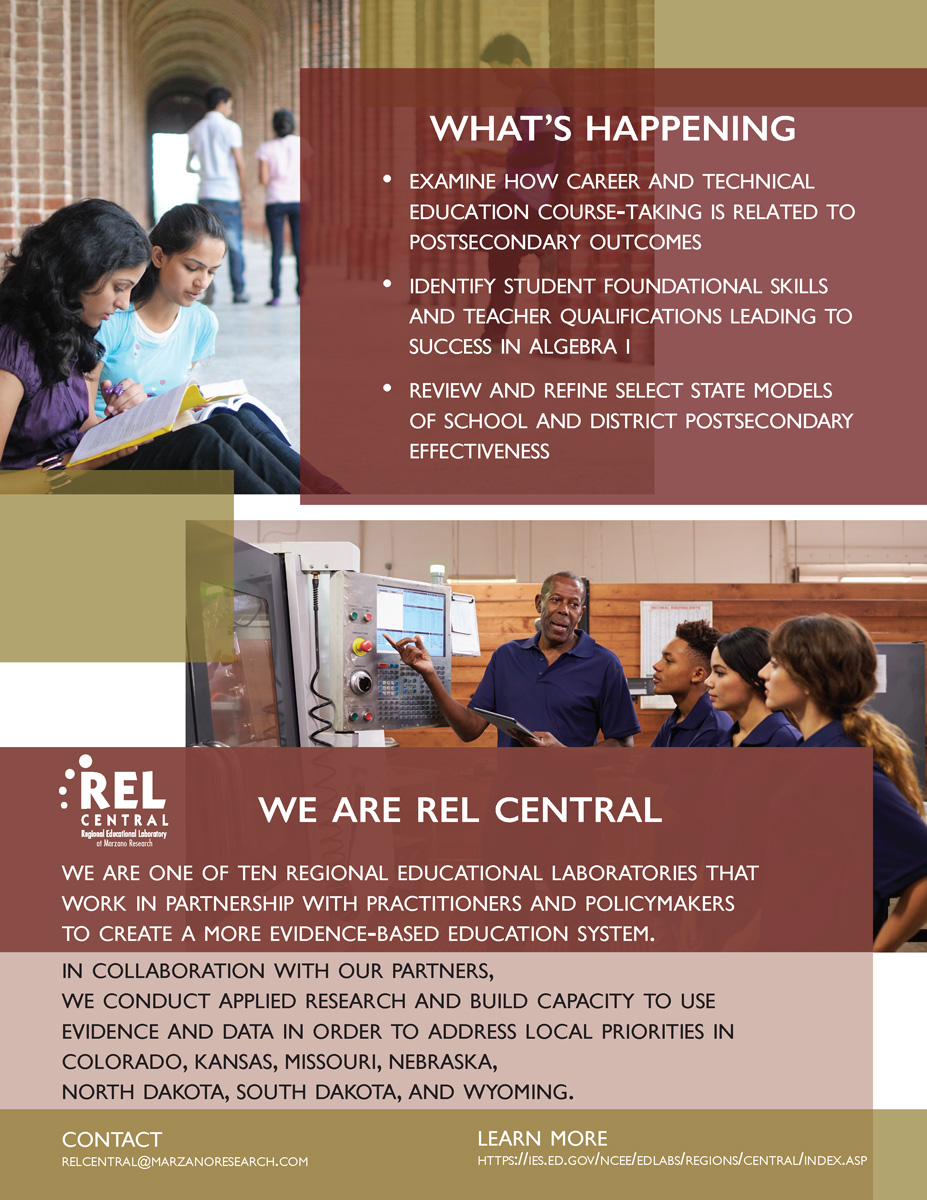 WHAT'S HAPPENING
• EXAMINE HOW CAREER AND TECHNICAL
EDUCATION COURSE-TAKING IS RELATED TO
POSTSECONDARY OUTCOMES
• IDENTIFY STUDENT FOUNDATIONAL SKILLS
AND TEACHER QUALIFICATIONS LEADING TO
SUCCESS IN ALGEBRA I
• REVIEW AND REFINE SELECT STATE MODELS
OF SCHOOL AND DISTRICT POSTSECONDARY
EFFECTIVENESS
REL
CENTRAL
Regional Educational Laboratory
at Marzano Research
WE ARE REL CENTRAL
WE ARE ONE OF TEN REGIONAL EDUCATIONAL LABORATORIES THAT
WORK IN PARTNERSHIP WITH PRACTITIONERS AND POLICYMAKERS
TO CREATE A MORE EVIDENCE-BASED EDUCATION SYSTEM.
IN COLLABORATION WITH OUR PARTNERS,
WE CONDUCT APPLIED RESEARCH AND BUILD CAPACITY TO USE
EVIDENCE AND DATA IN ORDER TO ADDRESS LOCAL PRIORITIES IN
COLORADO, KANSAS, MISSOURI, NEBRASKA,
NORTH DAKOTA, SOUTH DAKOTA, AND WYOMING.
CONTACT
RELCENTRAL@MARZANORESEARCH.COM
LEARN MORE
HTTPS://IES.ED.GOV/NCEE/EDLABS/REGIONS/CENTRAL/INDEX.ASP